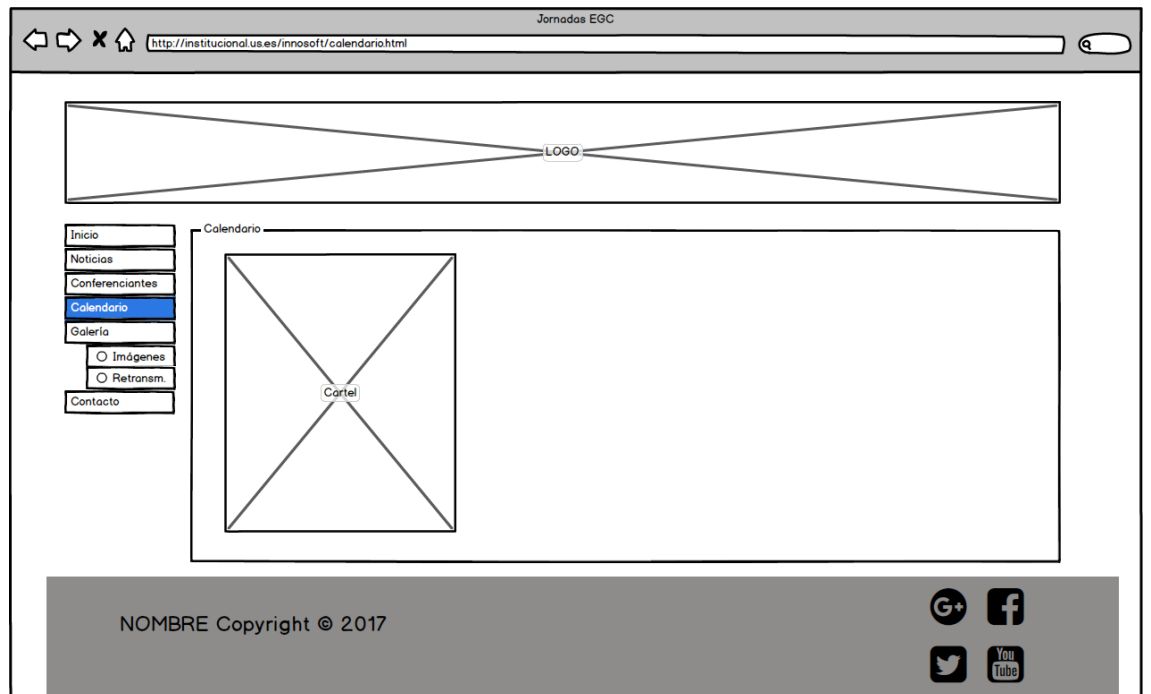 Jornadas EGC
http://institucional.us.es/innosoft/calendario.html
LOGO
Inicio
Noticias
Conferenciantes
Calendario
Galería
Imágenes
Retransm.
Contacto
Calendario
Cartel
NOMBRE Copyright © 2017
G+
f
You
Tube